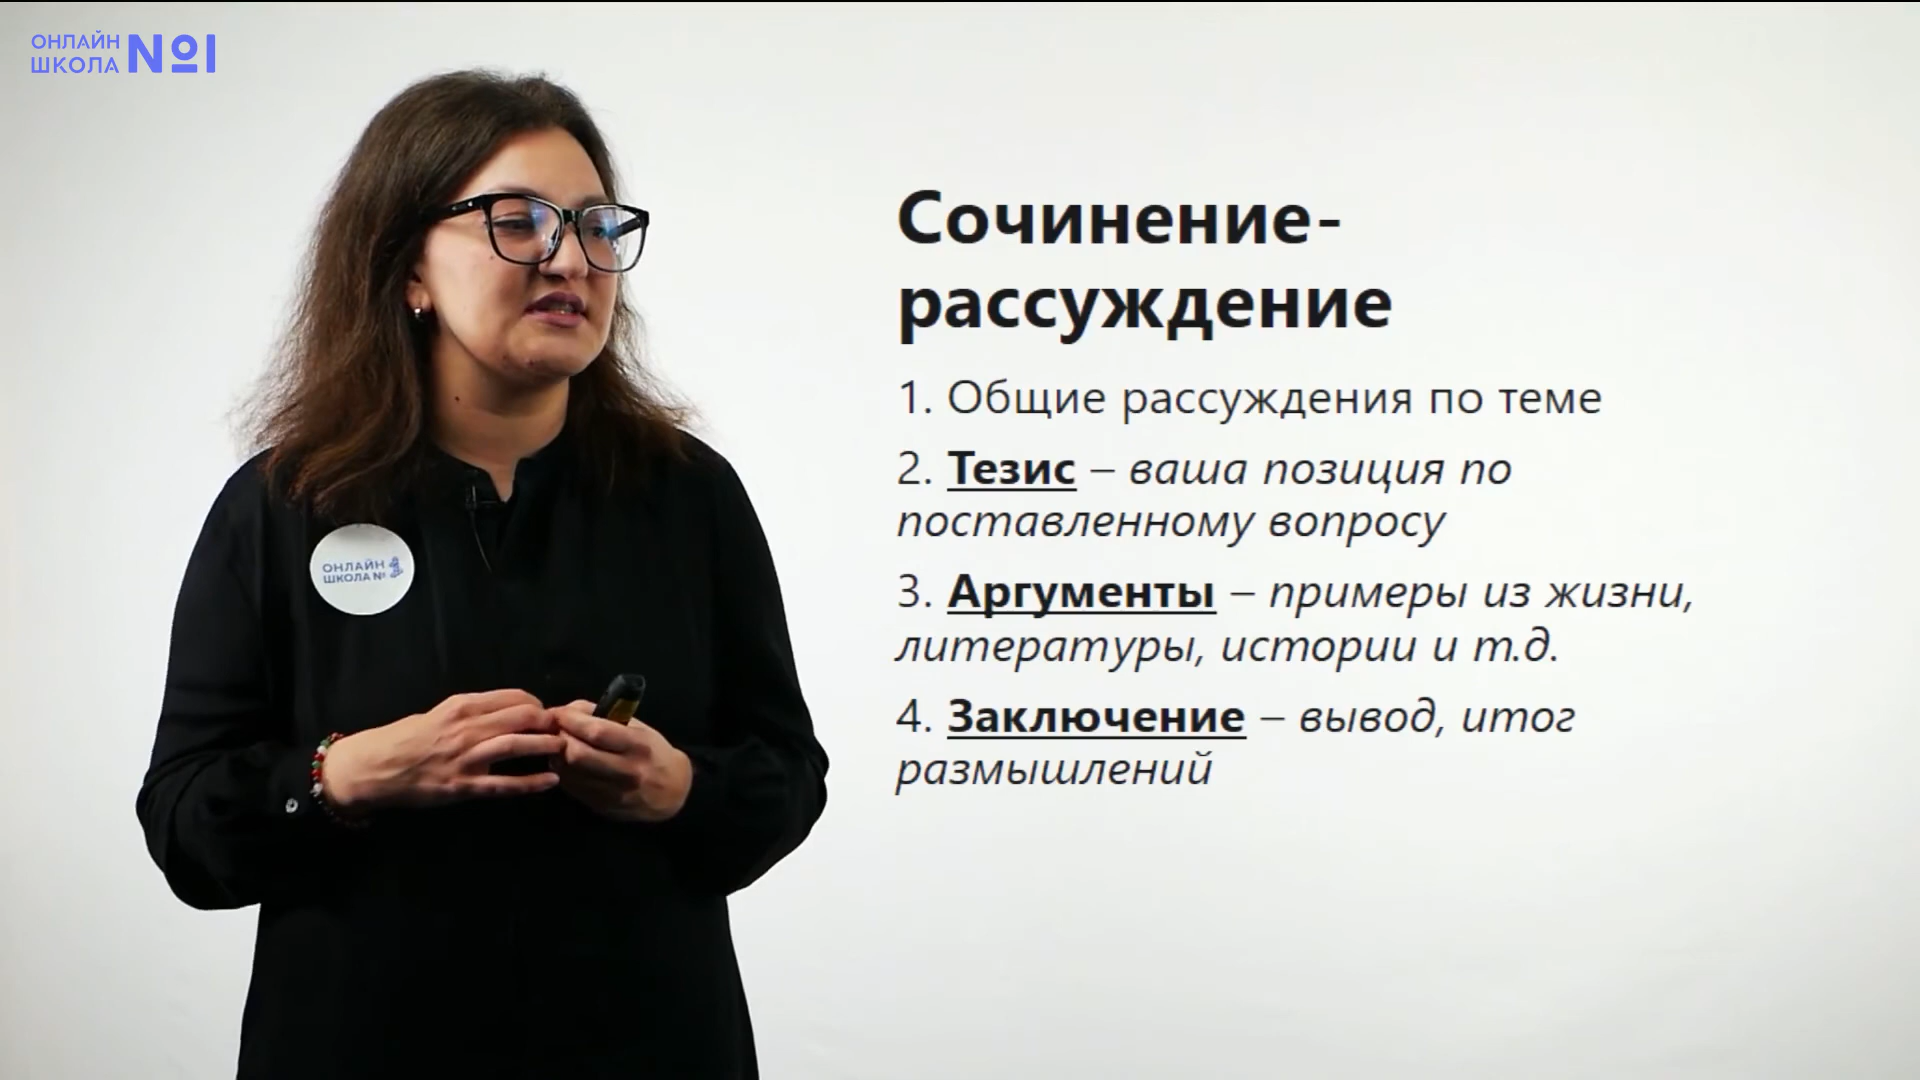 ОНЛАЙН
ШКОЛА №1
Сочинение-
рассуждение
1. Общие рассуждения по теме
2. Тезис – ваша позиция по
поставленному вопросу
3. Аргументы – примеры из жизни,
литературы, истории и т.д.
4. Заключение – вывод, итог
размышлений
ОНЛАЙН
ШКОЛА №1